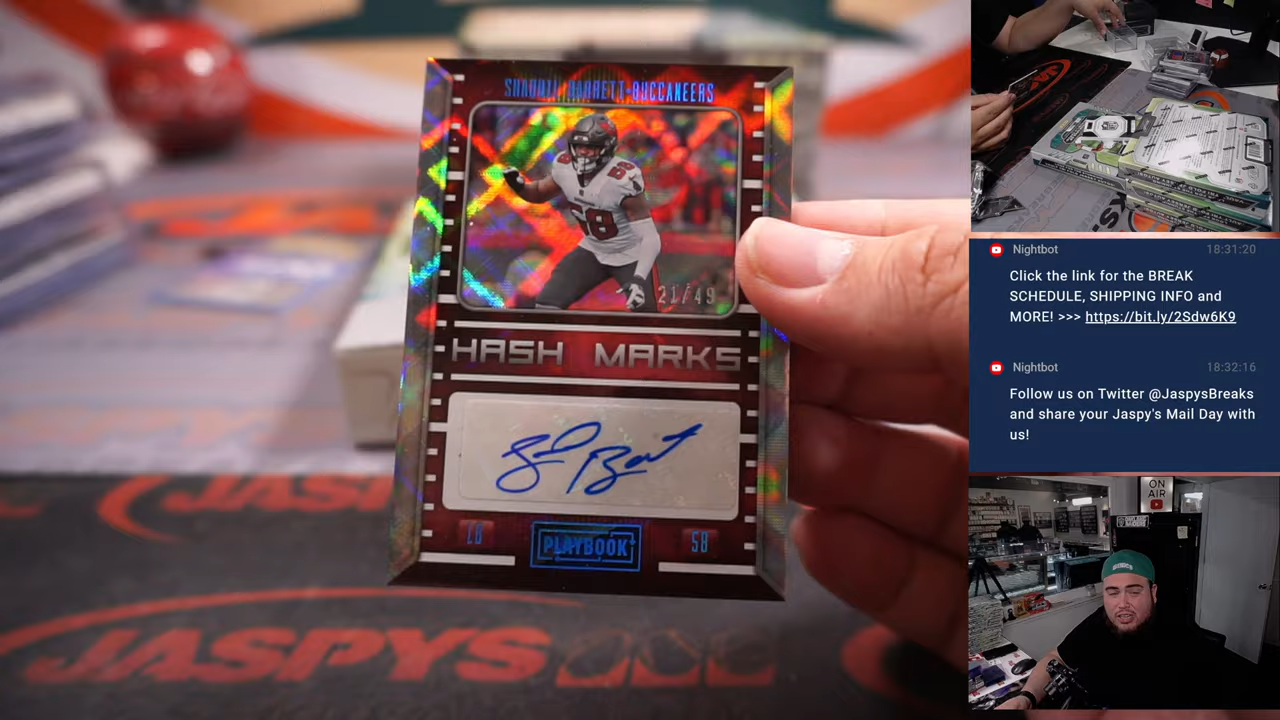 SHAQUIL BARRETT-BUCCANEERS
58
21/49
HASH MARKS
LB
PLAYBOOK
58
JASPYS
JASPYS
Nightbot
18:31:20
Click the link for the BREAK
SCHEDULE, SHIPPING INFO and
MORE! >>> https://bit.ly/2Sdw6K9
Nightbot
18:32:16
Follow us on Twitter @JaspysBreaks
and share your Jaspy's Mail Day with
us!
ON
AIR